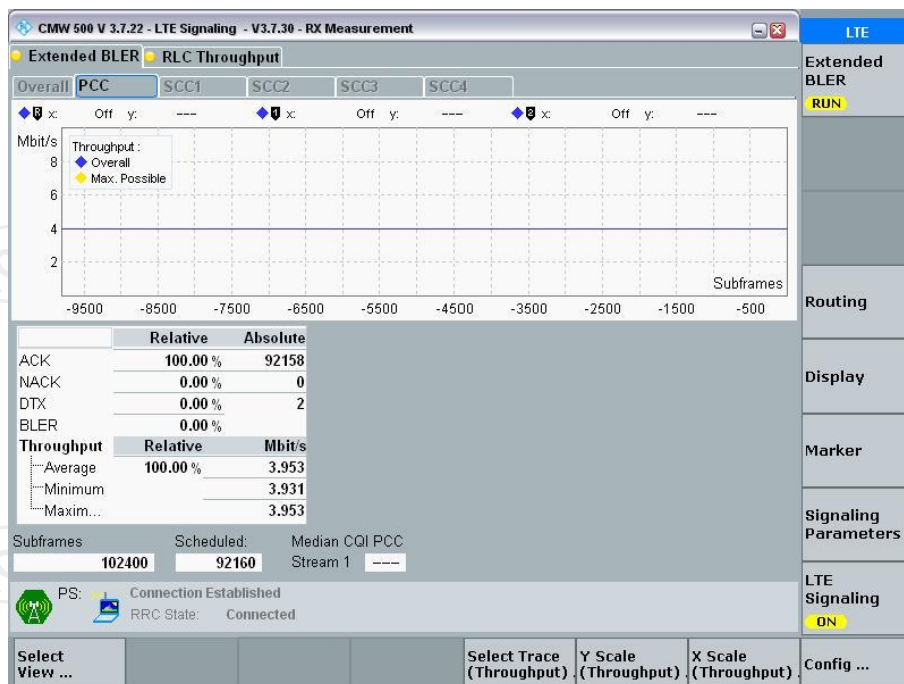 CMW 500 V 3.7.22 - LTE Signaling - V3.7.30 - RX Measurement
LTE
Extended BLER RLC Throughput
Extended BLER
RUN
Overall PCC SCC1 SCC2 SCC3 SCC4
R x: Off y: --- 1 x: Off y: --- 2 x: Off y: ---
Mbit/s
Throughput :
Overall
Max. Possible
8
6
4
2
Subframes
-9500 -8500 -7500 -6500 -5500 -4500 -3500 -2500 -1500 -500
Routing
Relative Absolute
ACK 100.00 % 92158
NACK 0.00 % 0
DTX 0.00 % 2
BLER 0.00 %
Throughput Relative Mbit/s
Average 100.00 % 3.953
Minimum 3.931
Maxim... 3.953
Display
Marker
Signaling Parameters
Subframes Scheduled: Median CQI PCC
102400 92160 Stream 1 ---
PS: Connection Established
RRC State: Connected
LTE Signaling
ON
Select View ...
Select Trace (Throughput) .
Y Scale (Throughput) .
X Scale (Throughput) .
Config ...